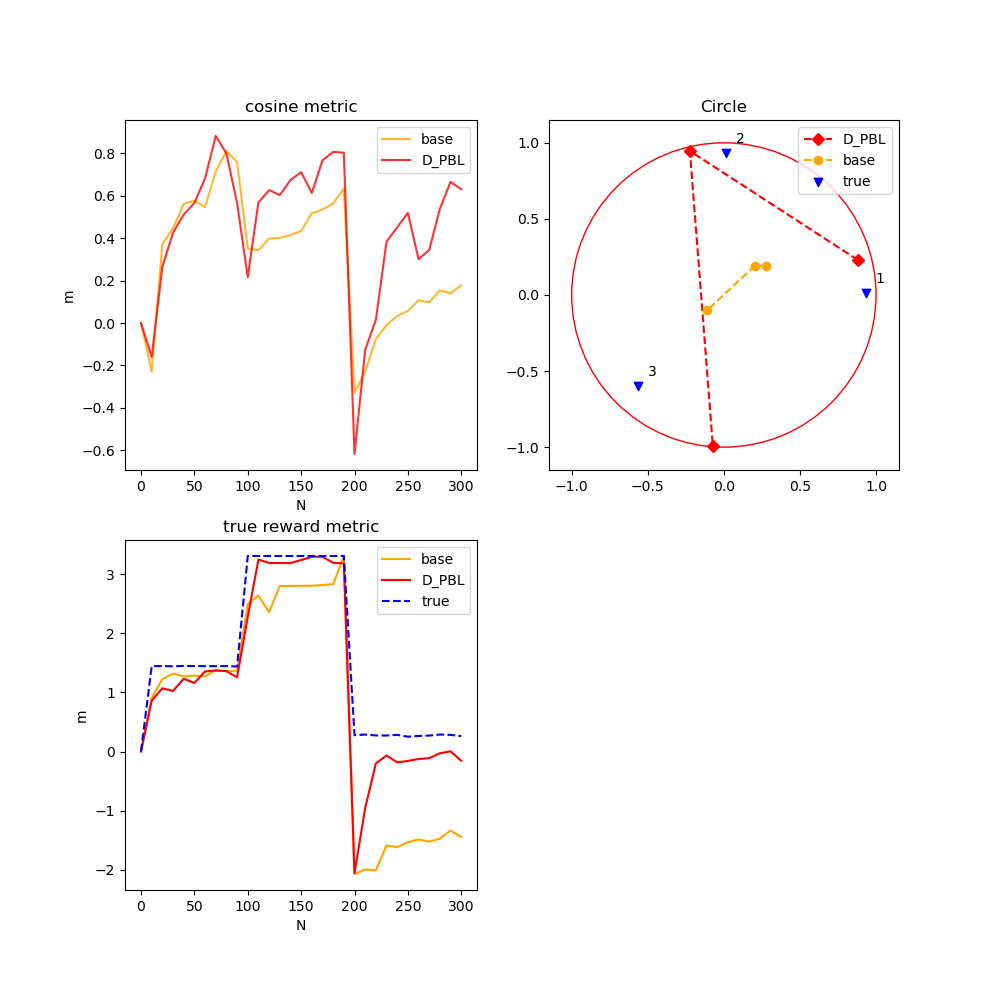 cosine metric
base
D_PBL
0.8
0.6
0.4
0.2
0.0
−0.2
−0.4
−0.6
m
0 50 100 150 200 250 300
N
Circle
D_PBL
base
true
1.0
0.5
0.0
−0.5
−1.0
2
1
3
−1.0 −0.5 0.0 0.5 1.0
true reward metric
base
D_PBL
true
3
2
1
0
−1
−2
m
0 50 100 150 200 250 300
N